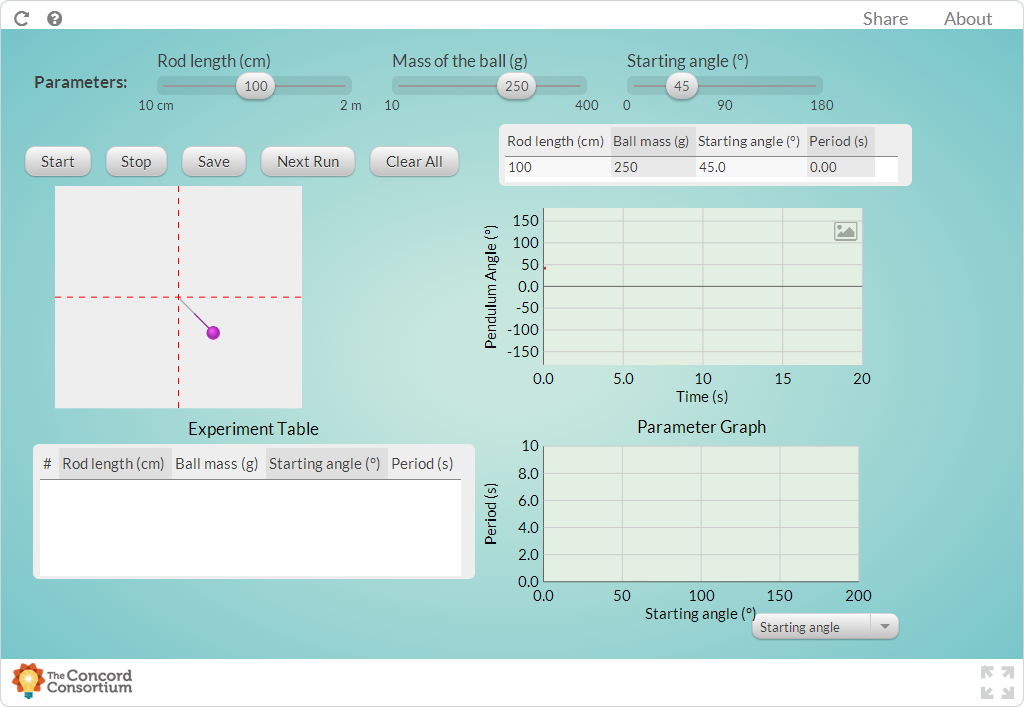 Share About
Parameters:
Rod length (cm)
100
10 cm 2 m
Mass of the ball (g)
250
10 400
Starting angle (°)
45
0 90 180
Start Stop Save Next Run Clear All
Rod length (cm) Ball mass (g) Starting angle (°) Period (s)
100 250 45.0 0.00
Pendulum Angle (°)
150
100
50
0.0
-50
-100
-150
0.0 5.0 10 15 20
Time (s)
Experiment Table
# Rod length (cm) Ball mass (g) Starting angle (°) Period (s)
Parameter Graph
Period (s)
10
8.0
6.0
4.0
2.0
0.0
0.0 50 100 150 200
Starting angle (°)
Starting angle
The Concord
Consortium